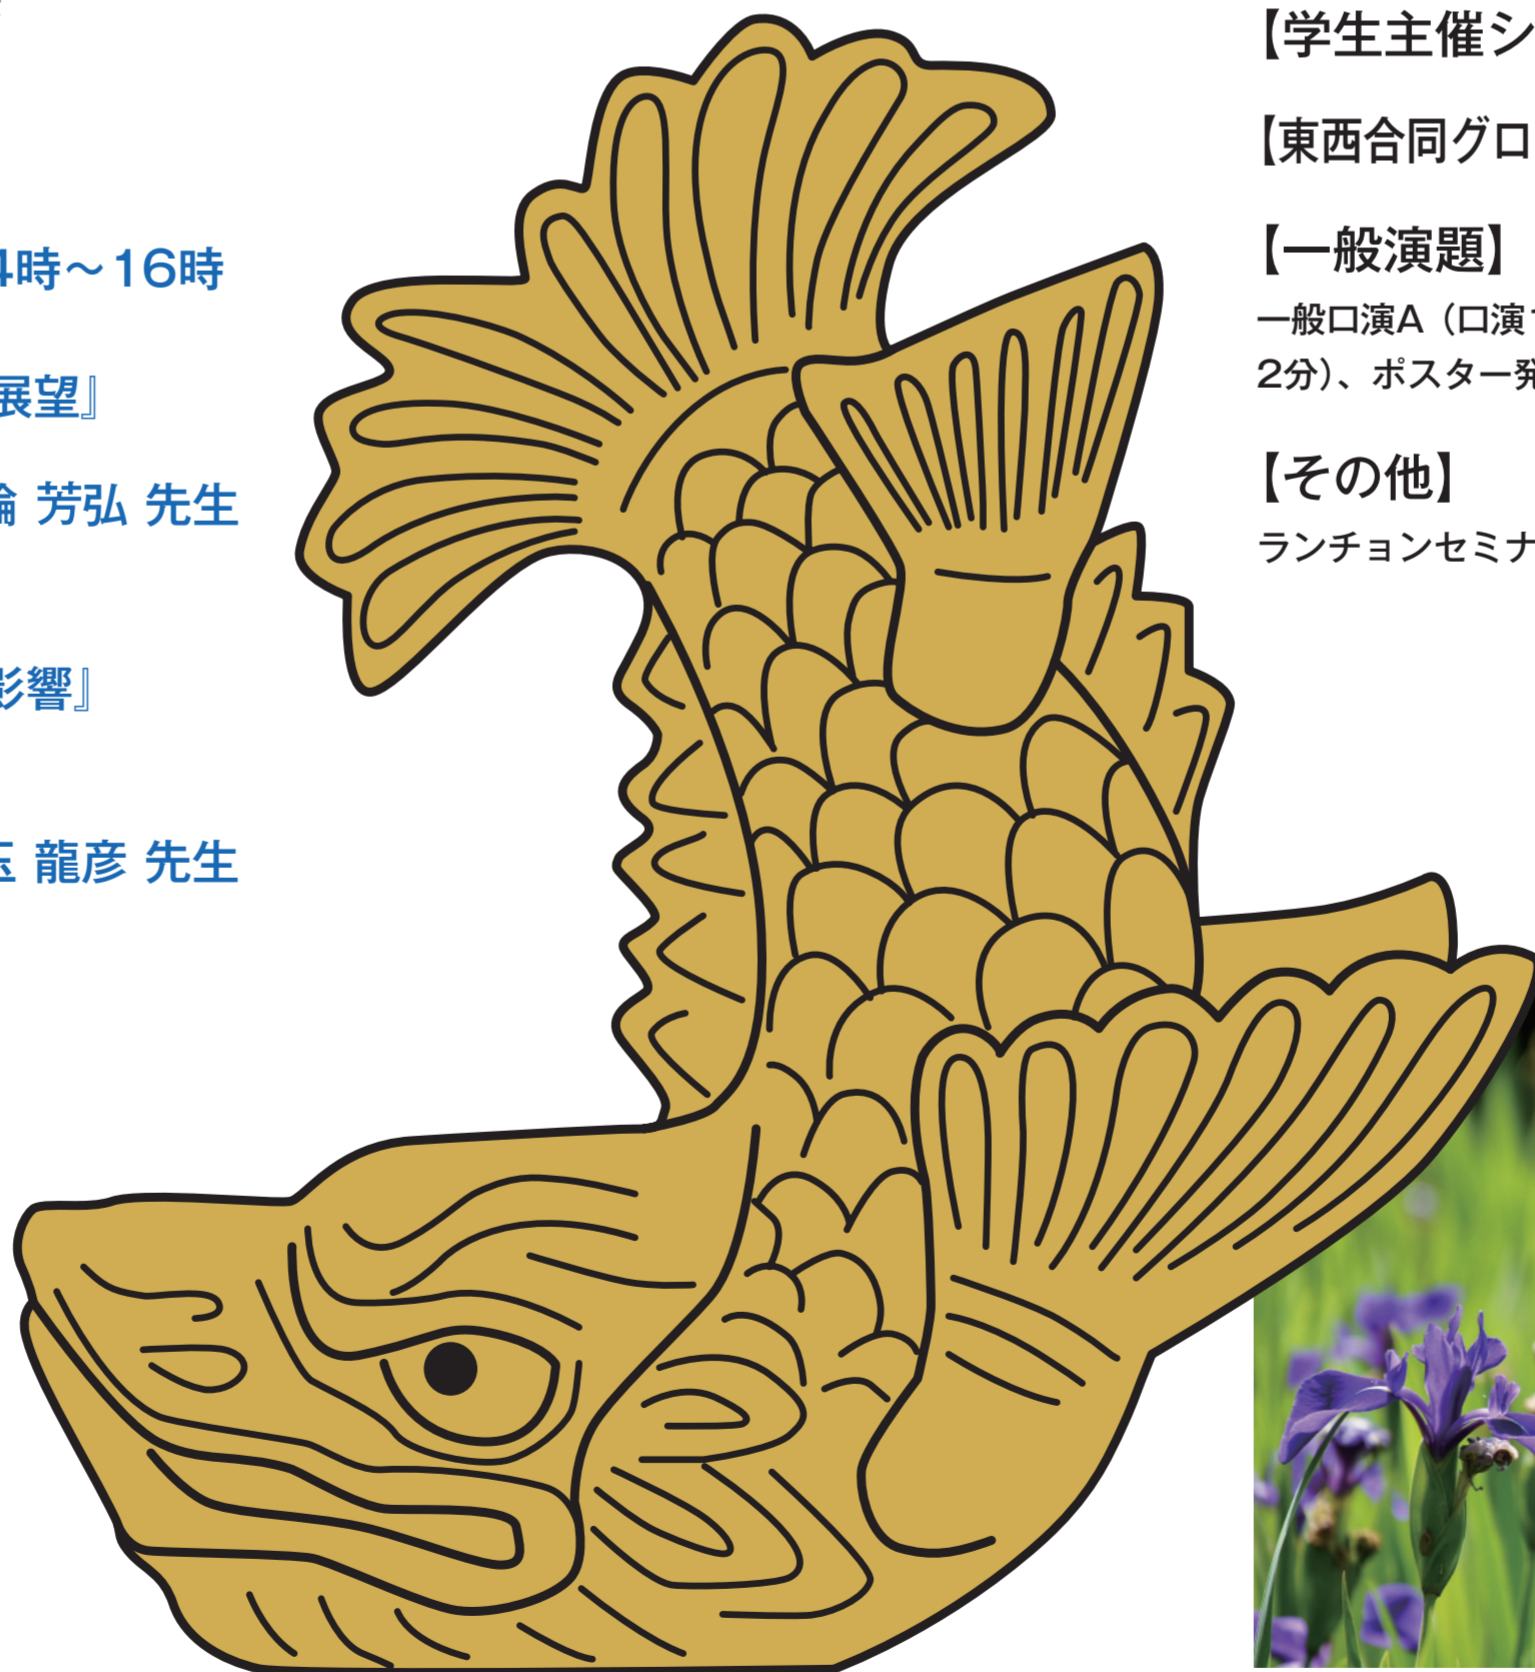 4時～16時
展望』
芳弘 先生
影響』
龍彦 先生
【学生主催シ
【東西合同グロ
【一般演題】
一般口演A（口演
2分）、ポスター発
【その他】
ランチョンセミナ